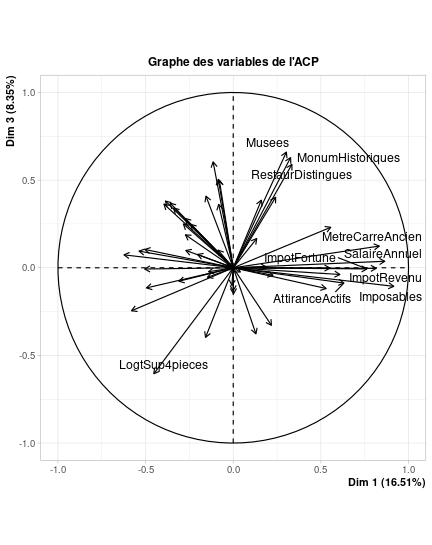 Graphe des variables de l'ACP
Dim 3 (8.35%)
1.0
Musees
MonumHistoriques
RestaurDistingues
0.5
MetreCarreAncien
SalaireAnnuel
ImpotFortune
0.0
ImpotRevenu
AttiranceActifs
Imposables
-0.5
LogtSup4pieces
-1.0
-1.0 -0.5 0.0 0.5 1.0
Dim 1 (16.51%)